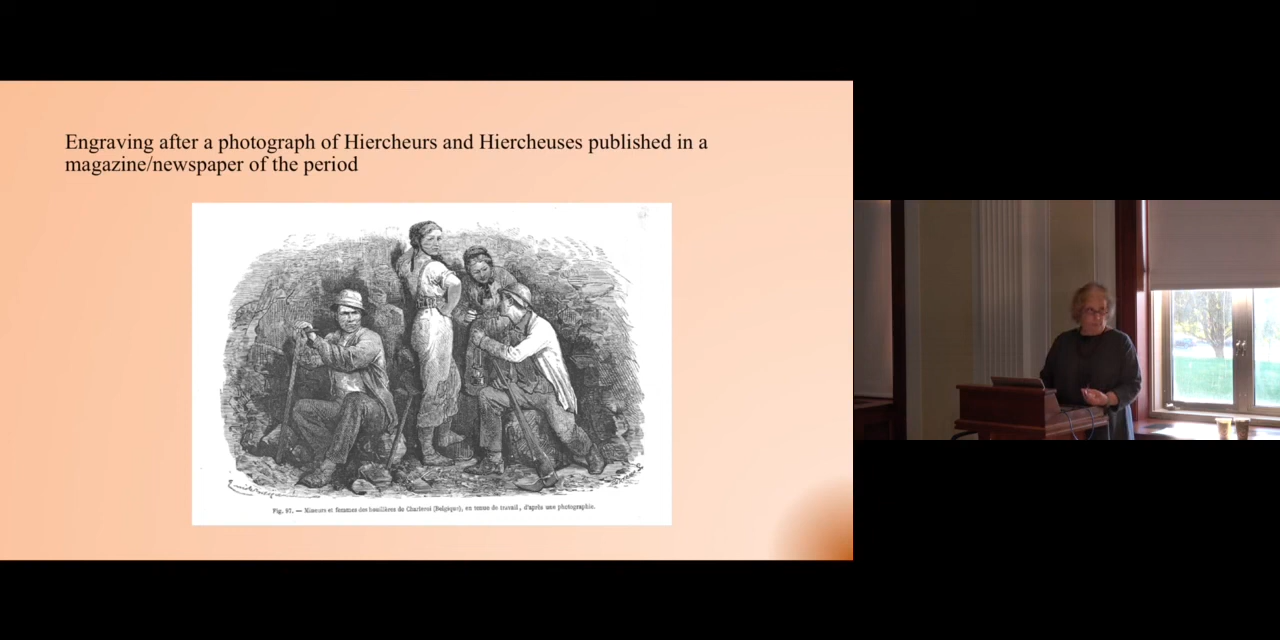 Engraving after a photograph of Hiercheurs and Hiercheuses published in a
magazine/newspaper of the period
Fig. 97. — Mineurs et femmes des houillères de Charleroi (Belgique), en tenue de travail, d'après une photographie.